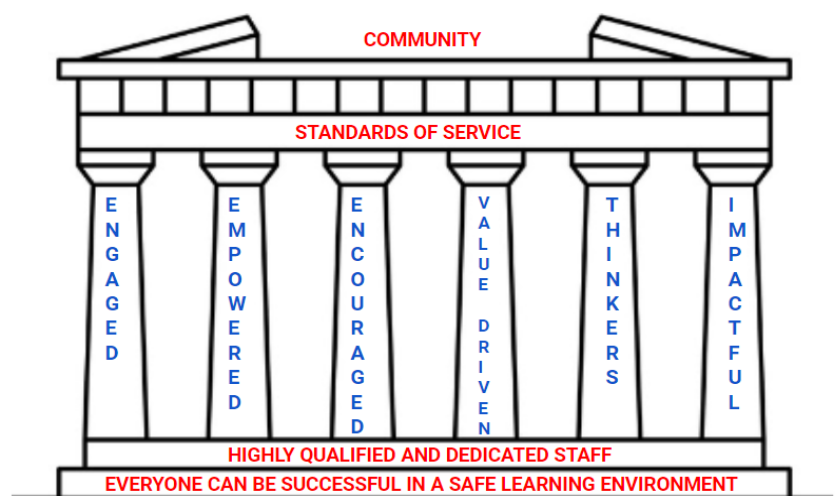 COMMUNITY
STANDARDS OF SERVICE
ENGAGED
EMPOWERED
ENCOURAGED
VALUE DRIVEN
THINKERS
IMPACTFUL
HIGHLY QUALIFIED AND DEDICATED STAFF
EVERYONE CAN BE SUCCESSFUL IN A SAFE LEARNING ENVIRONMENT